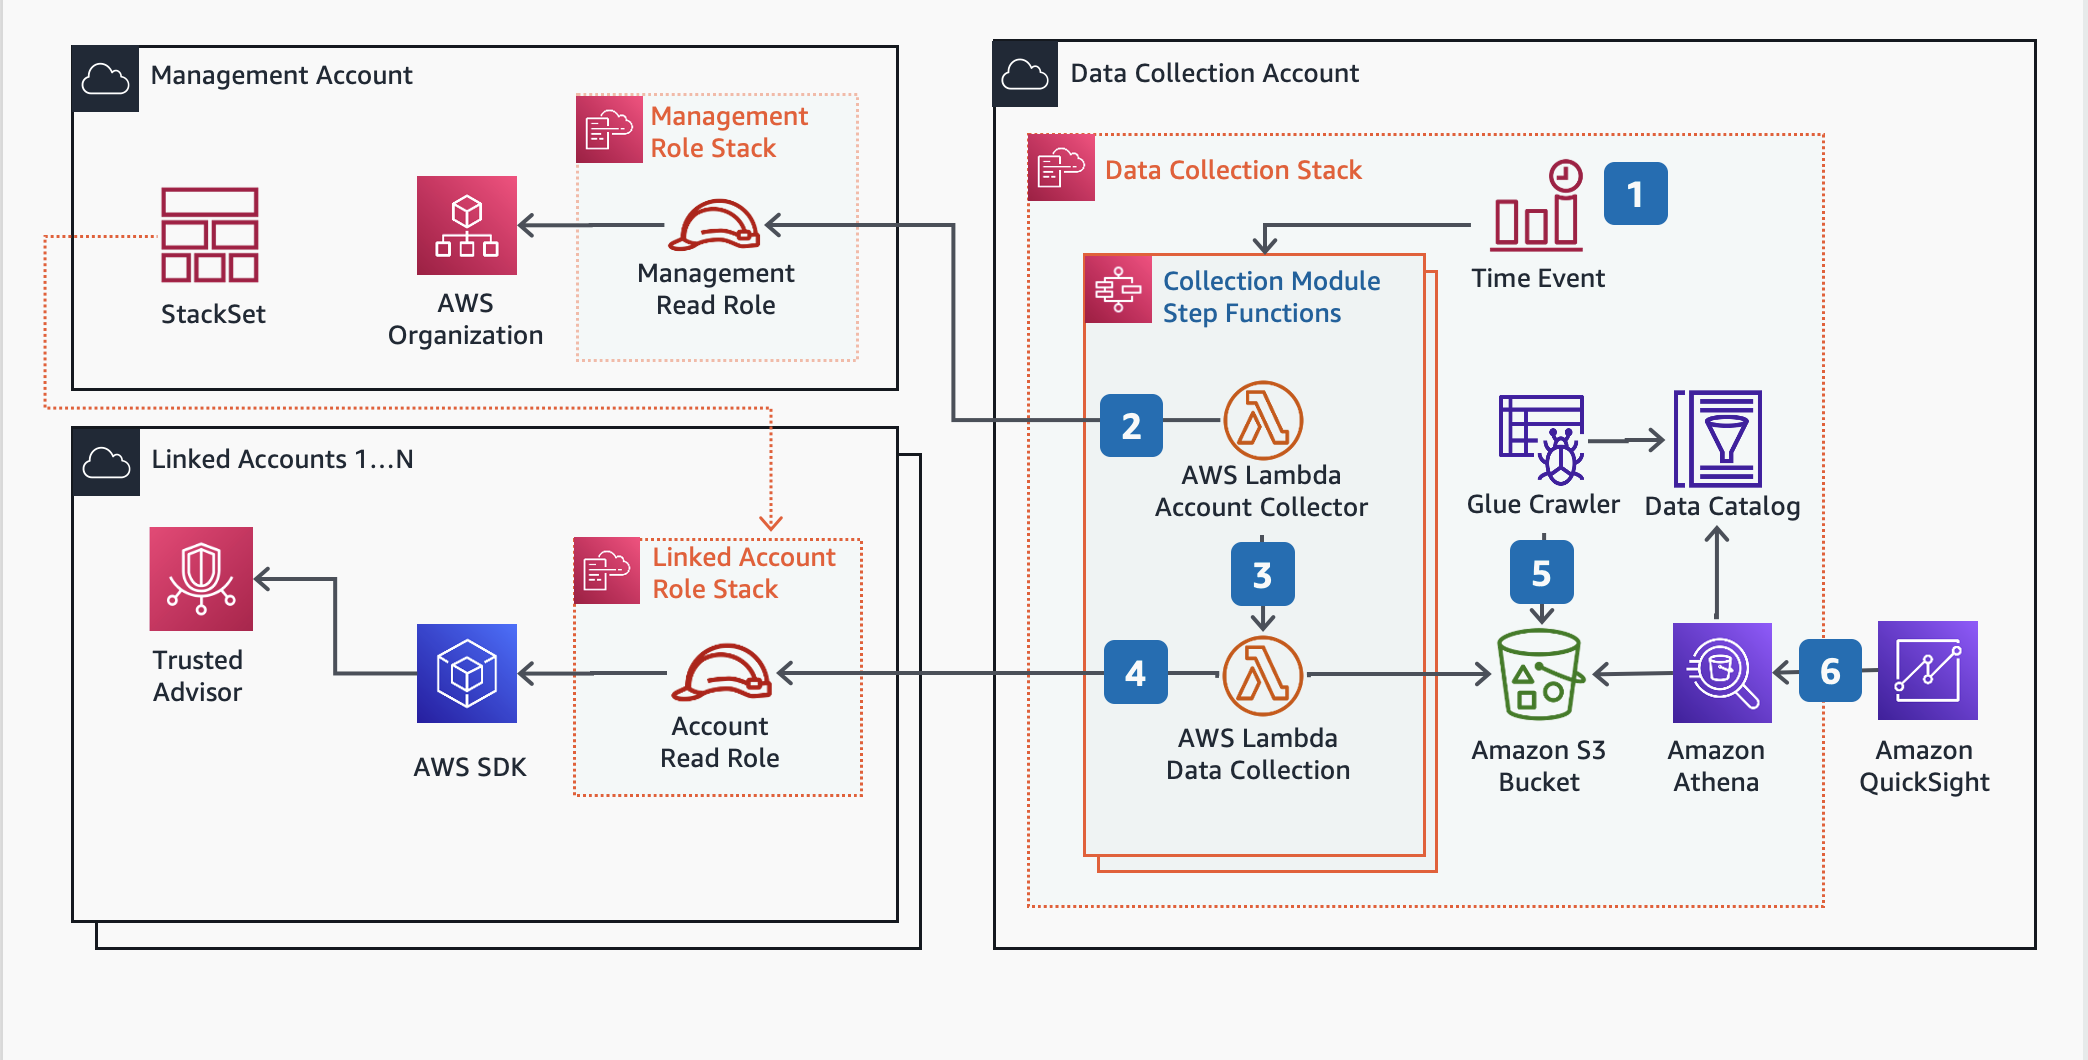 Management Account
Management
Role Stack
StackSet
AWS
Organization
Management
Read Role
Linked Accounts 1...N
Trusted
Advisor
AWS SDK
Linked Account
Role Stack
Account
Read Role
Data Collection Account
Data Collection Stack
1
Time Event
Collection Module
Step Functions
2
AWS Lambda
Account Collector
3
4
AWS Lambda
Data Collection
Glue Crawler
Data Catalog
5
Amazon S3
Bucket
Amazon
Athena
6
Amazon
QuickSight